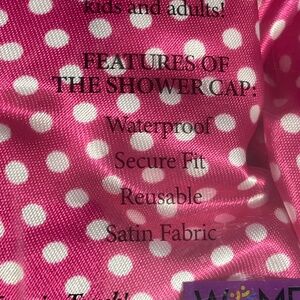 kids and adults!
FEATURES OF
THE SHOWER CAP:
Waterproof
Secure Fit
Reusable
Satin Fabric